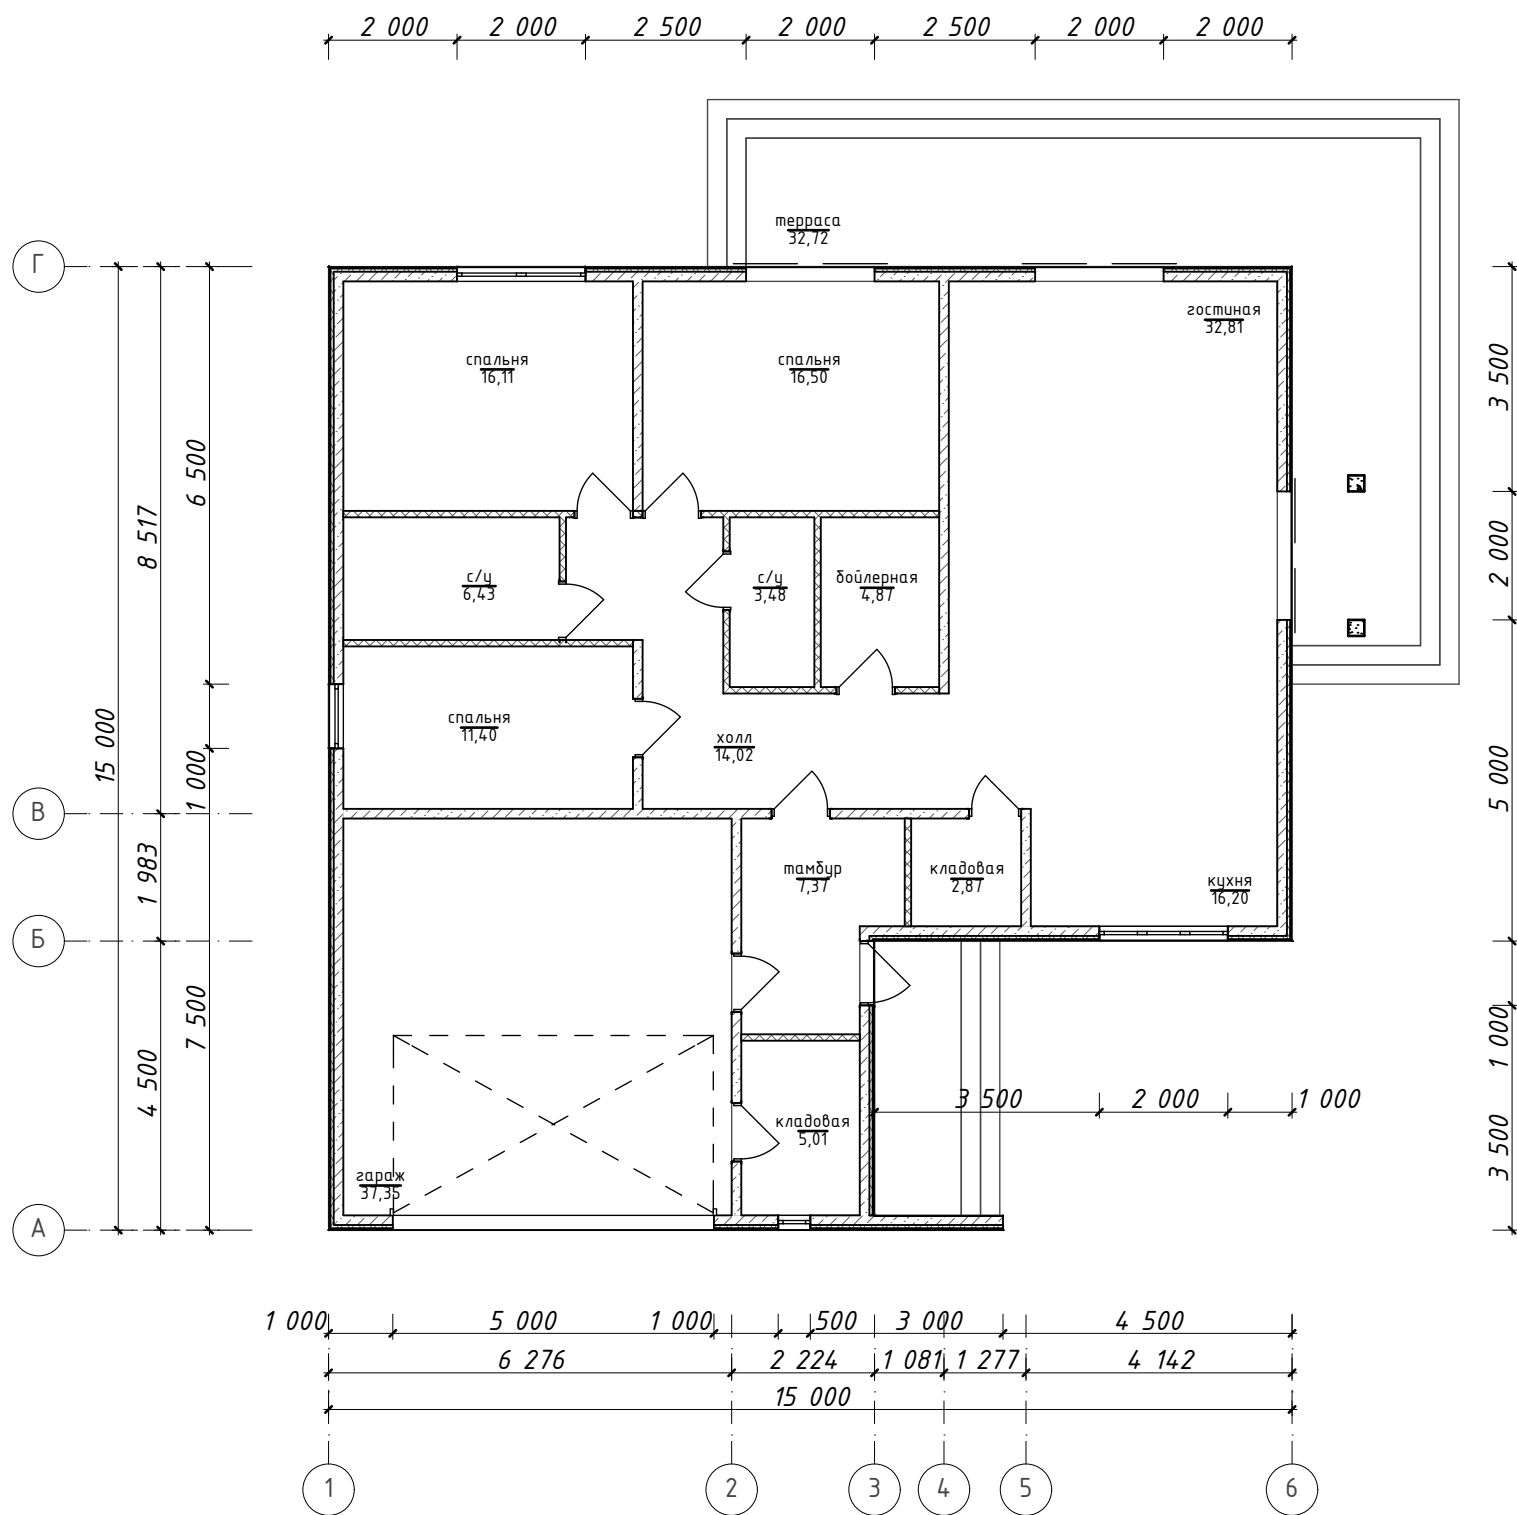 2 000 2 000 2 500 2 000 2 500 2 000 2 000
терраса
32,72
Г
гостиная
32,81
спальня
16,11
спальня
16,50
3 500
6 500
8 517
2 000
с/у
6,43
с/у
3,48
бойлерная
4,87
спальня
11,40
холл
14,02
15 000
1 000
5 000
В
1 983
тамбур
7,37
кладовая
2,87
кухня
16,20
Б
7 500
4 500
1 000
3 500 2 000 1 000
кладовая
5,01
3 500
гараж
37,35
А
1 000 5 000 1 000 500 3 000 4 500
6 276 2 224 1 081 1 277 4 142
15 000
1 2 3 4 5 6